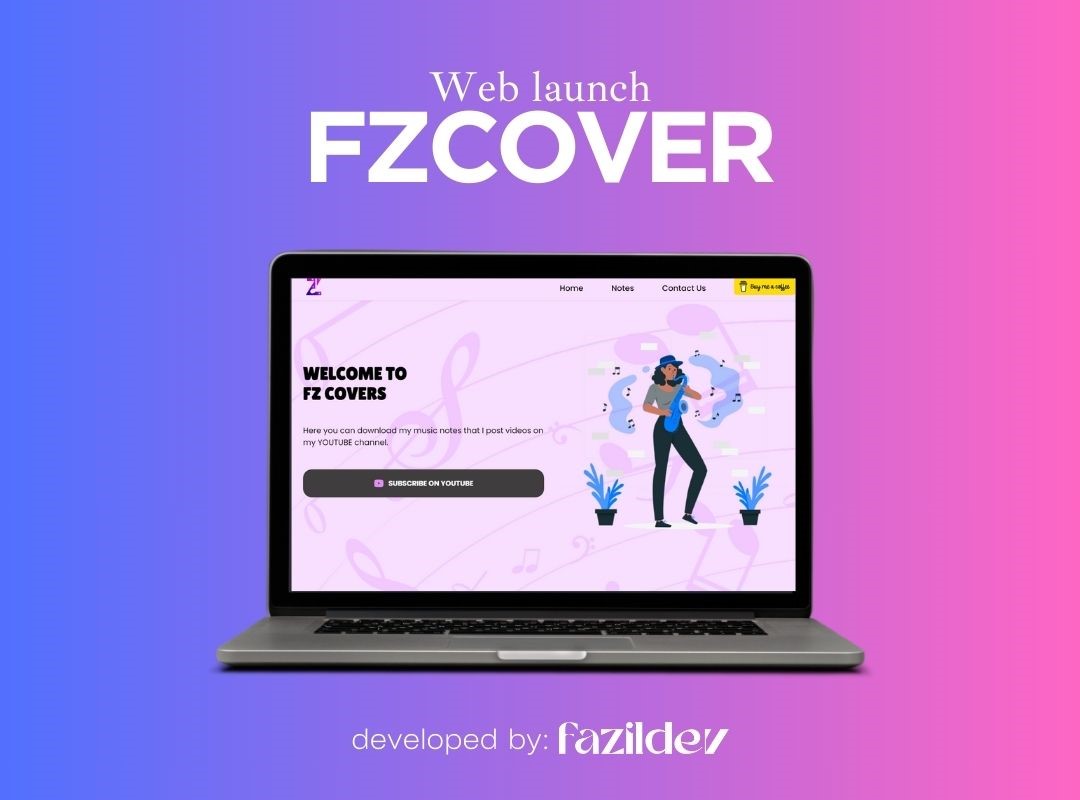 Web launch
FZCOVER
Home Notes Contact Us Buy me a coffee
WELCOME TO
FZ COVERS
Here you can download my music notes that I post videos on
my YOUTUBE channel.
SUBSCRIBE ON YOUTUBE
developed by: fazildev